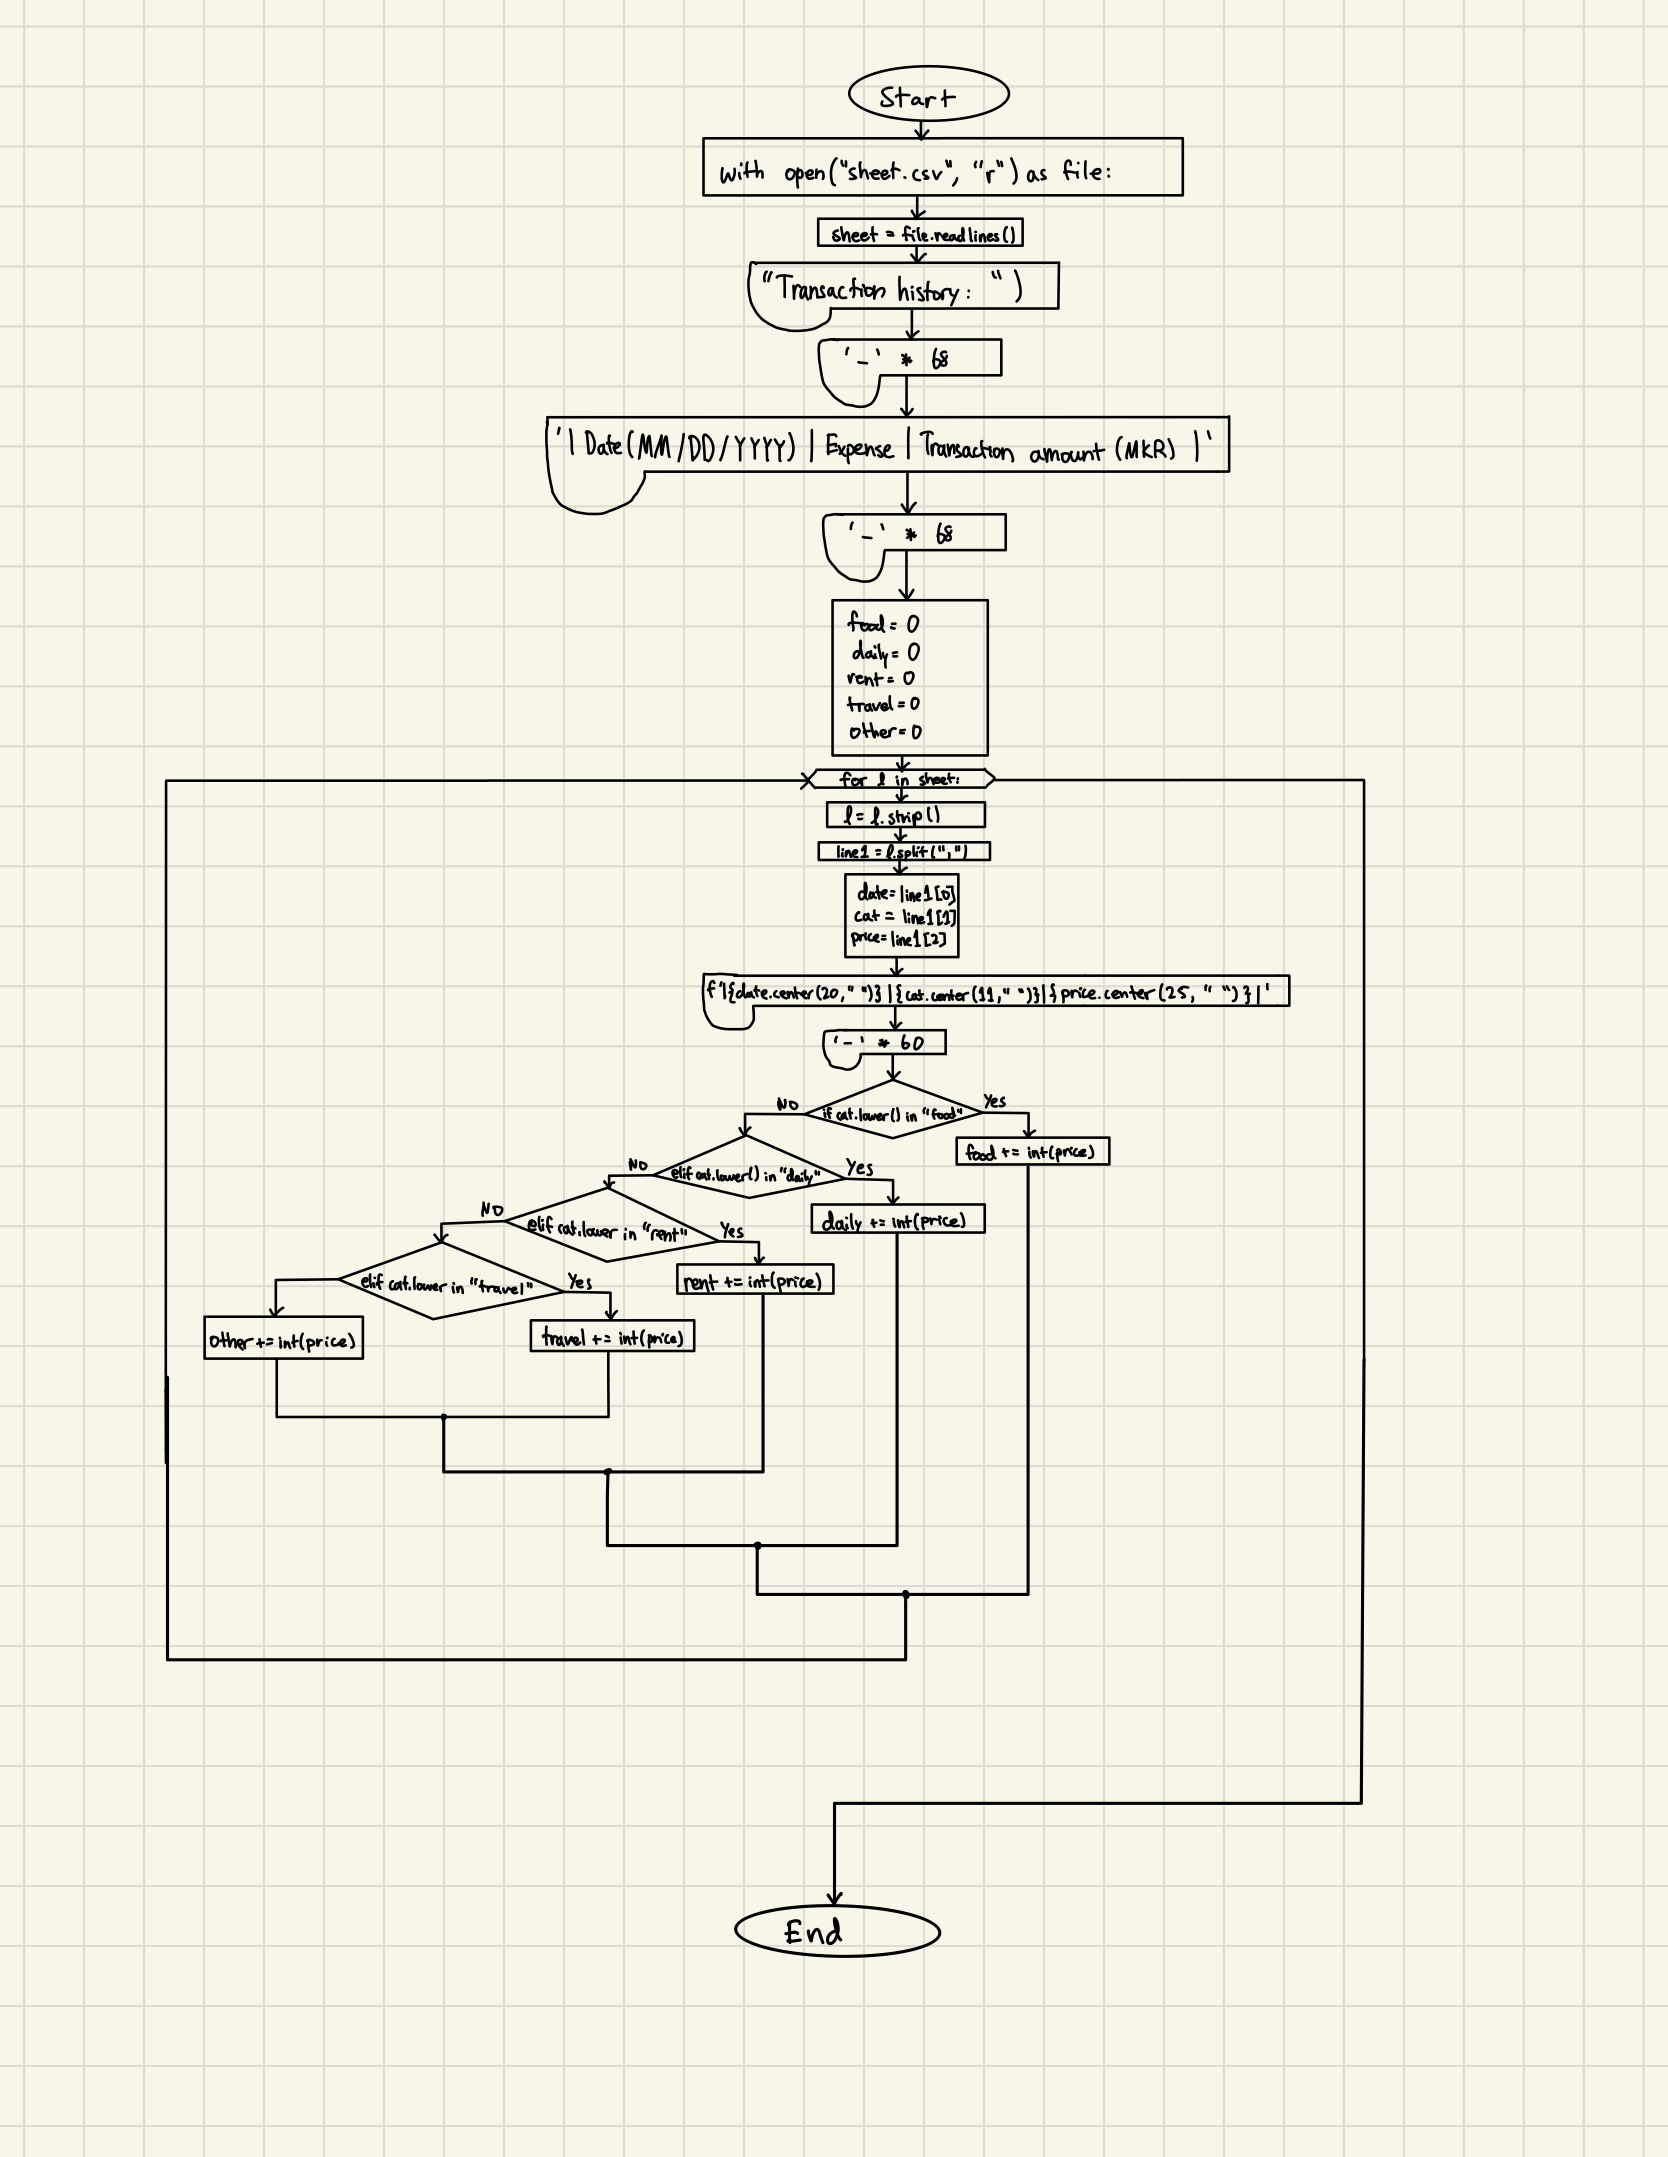 Start
with open("sheet.csv", "r") as file:
sheet = file.readlines()
"Transaction history: ")
'-' * 68
'| Date(MM/DD/YYYY) | Expense | Transaction amount (MKR) |'
'-' * 68
food = 0
daily = 0
rent = 0
travel = 0
other = 0
for l in sheet:
l = l.strip()
line1 = l.split(",")
date = line1[0]
cat = line1[1]
price = line1[2]
f'|{date.center(20," ")}|{cat.center(11," ")}|{price.center(25, " ")}|'
'-' * 60
NO
if cat.lower() in "food"
Yes
food += int(price)
NO
elif cat.lower() in "daily"
Yes
daily += int(price)
NO
elif cat.lower in "rent"
Yes
rent += int(price)
elif cat.lower in "travel"
Yes
other += int(price)
travel += int(price)
End